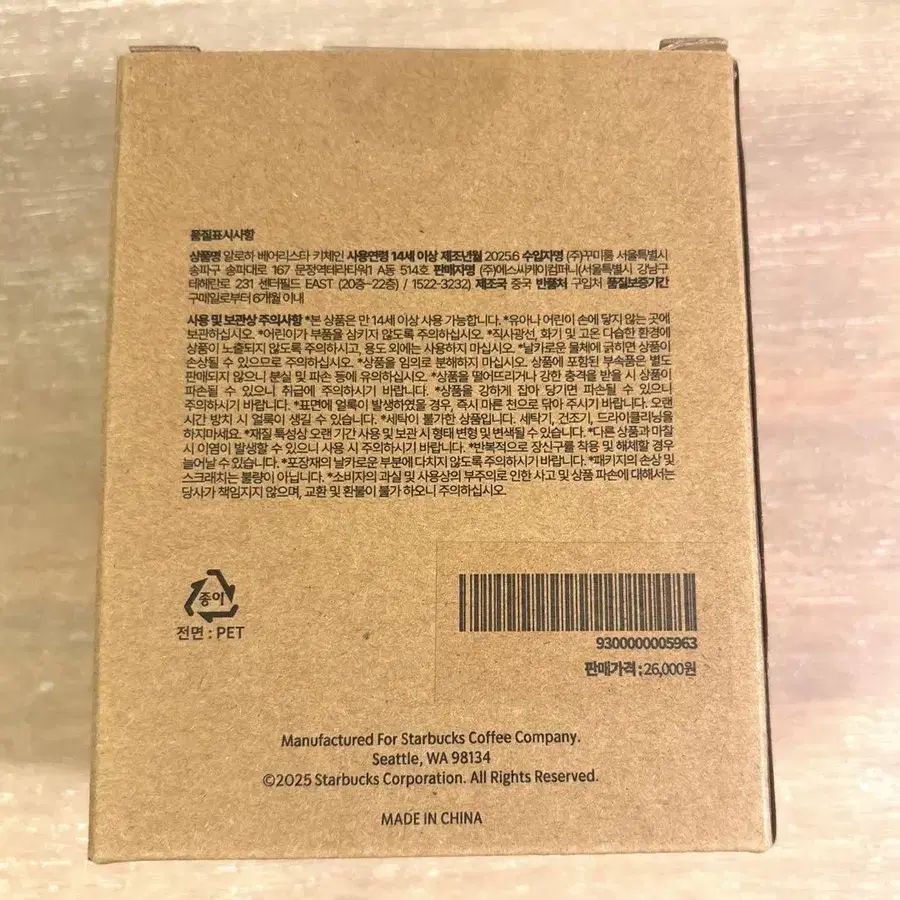 품질표시사항
상품명 알로하 베어리스타 키체인 사용연령 14세 이상 제조년월 2025.6 수입자명 (주)꾸미룸 서울특별시
송파구 송파대로 167 문정역테라타워1 A동 514호 판매자명 (주)에스씨케이컴퍼니(서울특별시 강남구
테헤란로 231 센터필드 EAST (20층-22층) / 1522-3232) 제조국 중국 반품처 구입처 품질보증기간
구매일로부터 6개월 이내
사용 및 보관상 주의사항 *본 상품은 만 14세 이상 사용 가능합니다. *유아나 어린이 손에 닿지 않는 곳에
보관하십시오. *어린이가 부품을 삼키지 않도록 주의하십시오. *직사광선, 화기 및 고온 다습한 환경에
상품이 노출되지 않도록 주의하시고, 용도 외에는 사용하지 마십시오. *날카로운 물체에 긁히면 상품이
손상될 수 있으므로 주의하십시오. *상품을 임의로 분해하지 마십시오. 상품에 포함된 부속품은 별도
판매되지 않으니 분실 및 파손 등에 유의하십시오. *상품을 떨어뜨리거나 강한 충격을 받을 시 상품이
파손될 수 있으니 취급에 주의하시기 바랍니다. *상품을 강하게 잡아 당기면 파손될 수 있으니
주의하시기 바랍니다. *표면에 얼룩이 발생하였을 경우, 즉시 마른 천으로 닦아 주시기 바랍니다. 오랜
시간 방치 시 얼룩이 생길 수 있습니다. *세탁이 불가한 상품입니다. 세탁기, 건조기, 드라이클리닝을
하지마세요. *재질 특성상 오랜 기간 사용 및 보관 시 형태 변형 및 변색될 수 있습니다. *다른 상품과 마찰
시 이염이 발생할 수 있으니 사용 시 주의하시기 바랍니다. *반복적으로 장신구를 착용 및 해체할 경우
늘어날 수 있습니다. *포장재의 날카로운 부분에 다치지 않도록 주의하시기 바랍니다. *패키지의 손상 및
스크래치는 불량이 아닙니다. *소비자의 과실 및 사용상의 부주의로 인한 사고 및 상품 파손에 대해서는
당사가 책임지지 않으며, 교환 및 환불이 불가 하오니 주의하십시오.
종이
전면 : PET
9300000005963
판매가격 : 26,000원
Manufactured For Starbucks Coffee Company.
Seattle, WA 98134
©2025 Starbucks Corporation. All Rights Reserved.
MADE IN CHINA